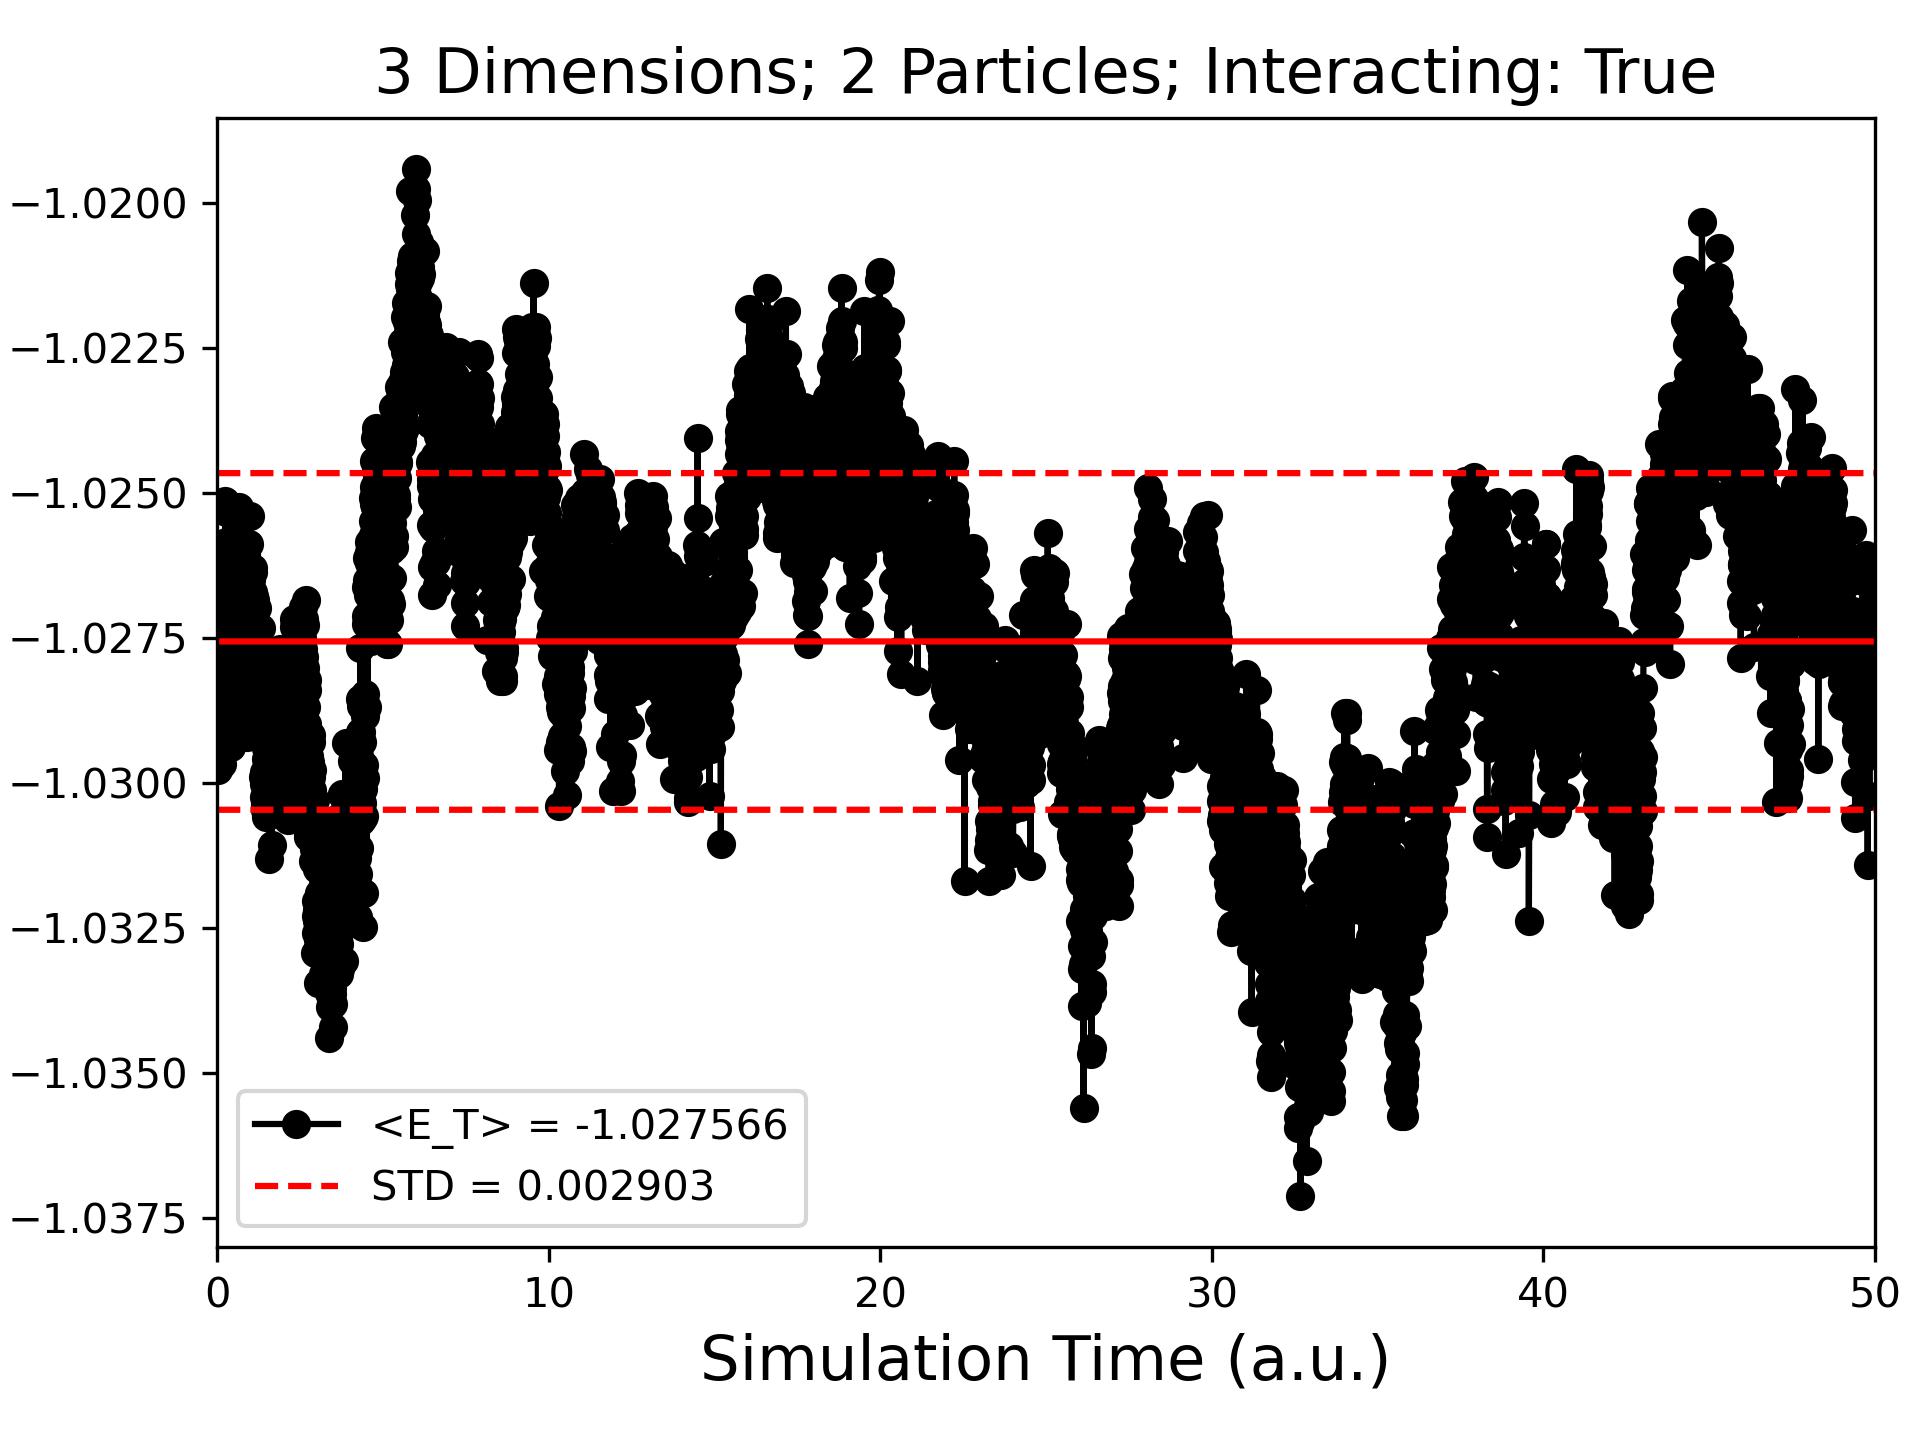 3 Dimensions; 2 Particles; Interacting: True
−1.0200
−1.0225
−1.0250
−1.0275
−1.0300
−1.0325
−1.0350
−1.0375
<E_T> = -1.027566
STD = 0.002903
0 10 20 30 40 50
Simulation Time (a.u.)